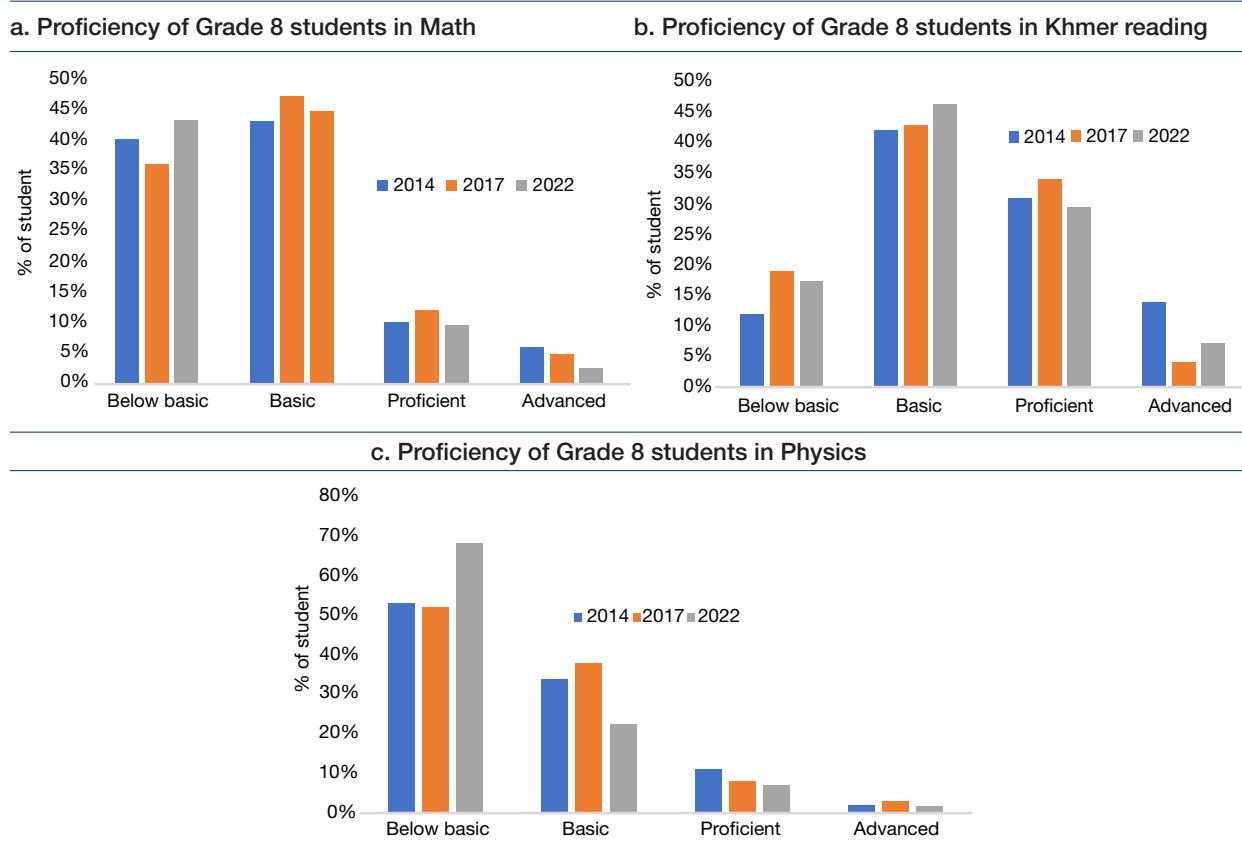 a. Proficiency of Grade 8 students in Math
50%
45%
40%
35%
30%
25%
20%
15%
10%
5%
0%
% of student
2014 2017 2022
Below basic Basic Proficient Advanced
b. Proficiency of Grade 8 students in Khmer reading
50%
45%
40%
35%
30%
25%
20%
15%
10%
5%
0%
% of student
2014 2017 2022
Below basic Basic Proficient Advanced
c. Proficiency of Grade 8 students in Physics
80%
70%
60%
50%
40%
30%
20%
10%
0%
% of student
2014 2017 2022
Below basic Basic Proficient Advanced